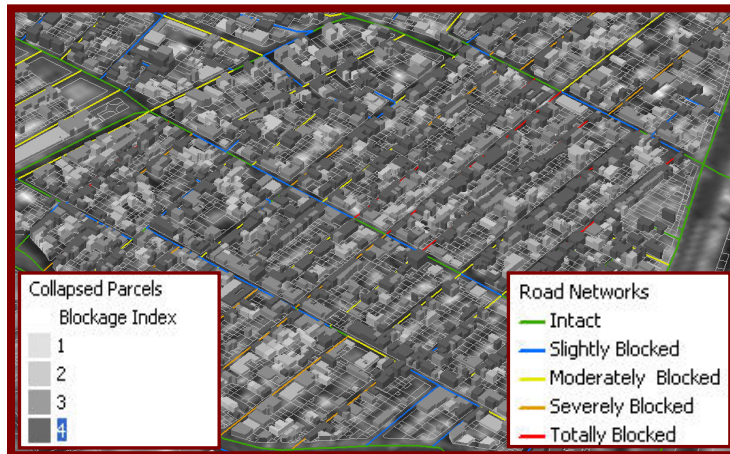 Collapsed Parcels
Blockage Index
1
2
3
4
Road Networks
Intact
Slightly Blocked
Moderately Blocked
Severely Blocked
Totally Blocked